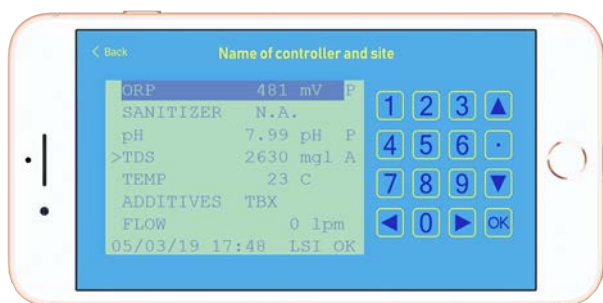 < Back Name of controller and site
ORP 481 mV P
SANITIZER N.A.
pH 7.99 pH P
>TDS 2630 mgl A
TEMP 23 C
ADDITIVES TBX
FLOW 0 lpm
05/03/19 17:48 LSI OK
1 2 3 ▲
4 5 6 ·
7 8 9 ▼
◀ 0 ▶ OK